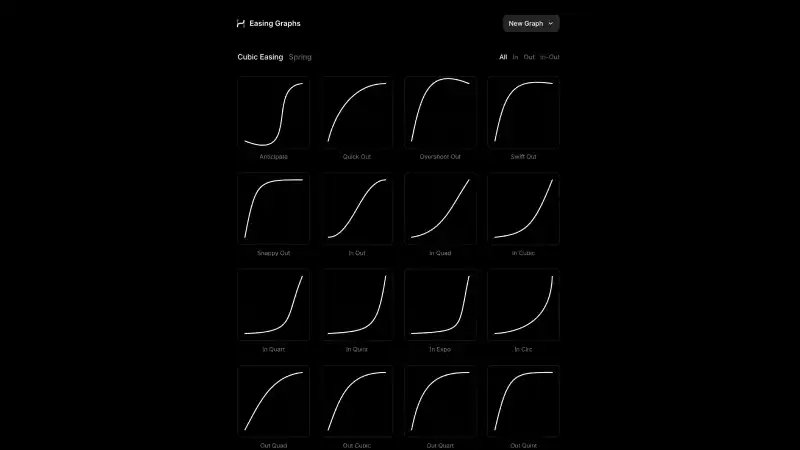 Easing Graphs
New Graph
Cubic Easing Spring
All In Out In-Out
Anticipate Quick Out Overshoot Out Swift Out
Snappy Out In Out In Quad In Cubic
In Quart In Quint In Expo In Circ
Out Quad Out Cubic Out Quart Out Quint